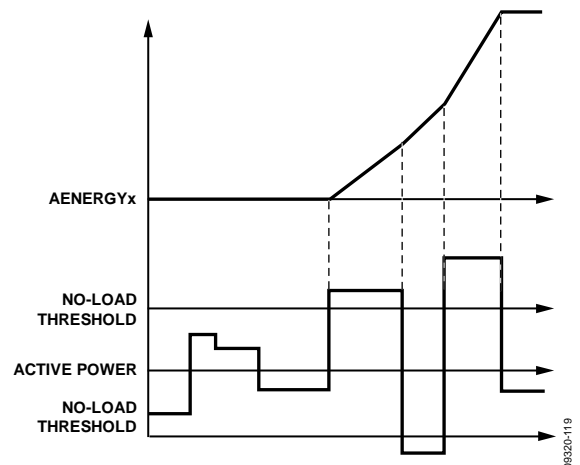 AENERGYx
NO-LOAD
THRESHOLD
ACTIVE POWER
NO-LOAD
THRESHOLD
09320-119